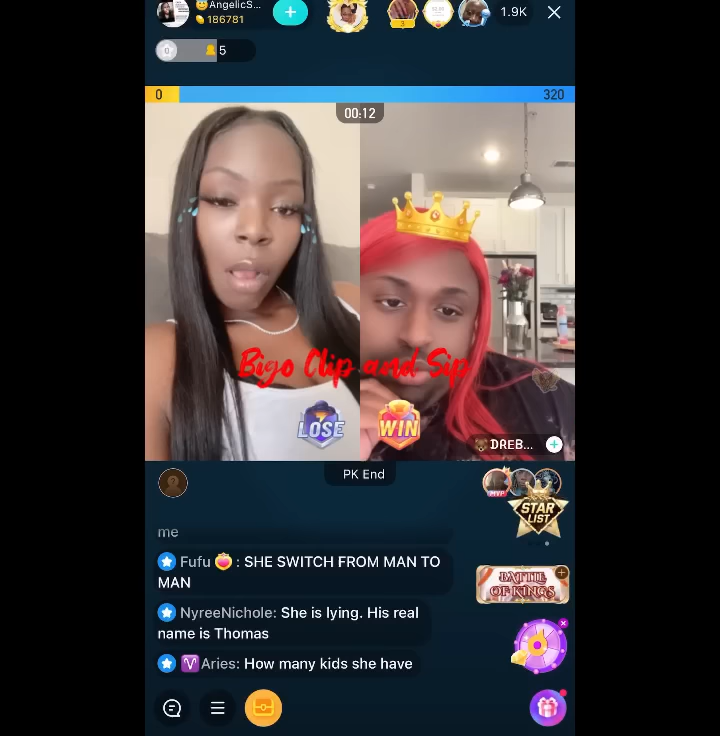 AngelicS...
186781
1.9K
5
0
320
00:12
Bigo Clip and Sip
LOSE
WIN
DREB...
PK End
MVP
STAR
LIST
me
Fufu : SHE SWITCH FROM MAN TO
MAN
BATTLE
OF KINGS
NyreeNichole: She is lying. His real
name is Thomas
Aries: How many kids she have